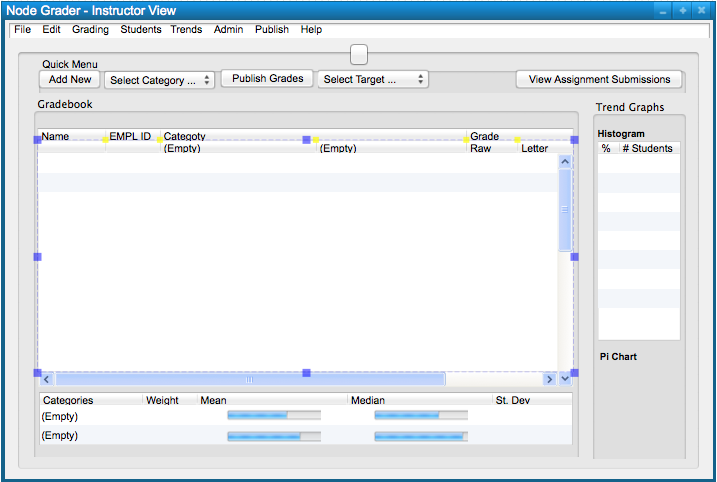 Node Grader - Instructor View
File Edit Grading Students Trends Admin Publish Help
Quick Menu
Add New Select Category ... Publish Grades Select Target ... View Assignment Submissions
Gradebook
Trend Graphs
Name EMPL ID Categoty Grade
(Empty) (Empty) Raw Letter
Histogram
% # Students
Pi Chart
Categories Weight Mean Median St. Dev
(Empty)
(Empty)